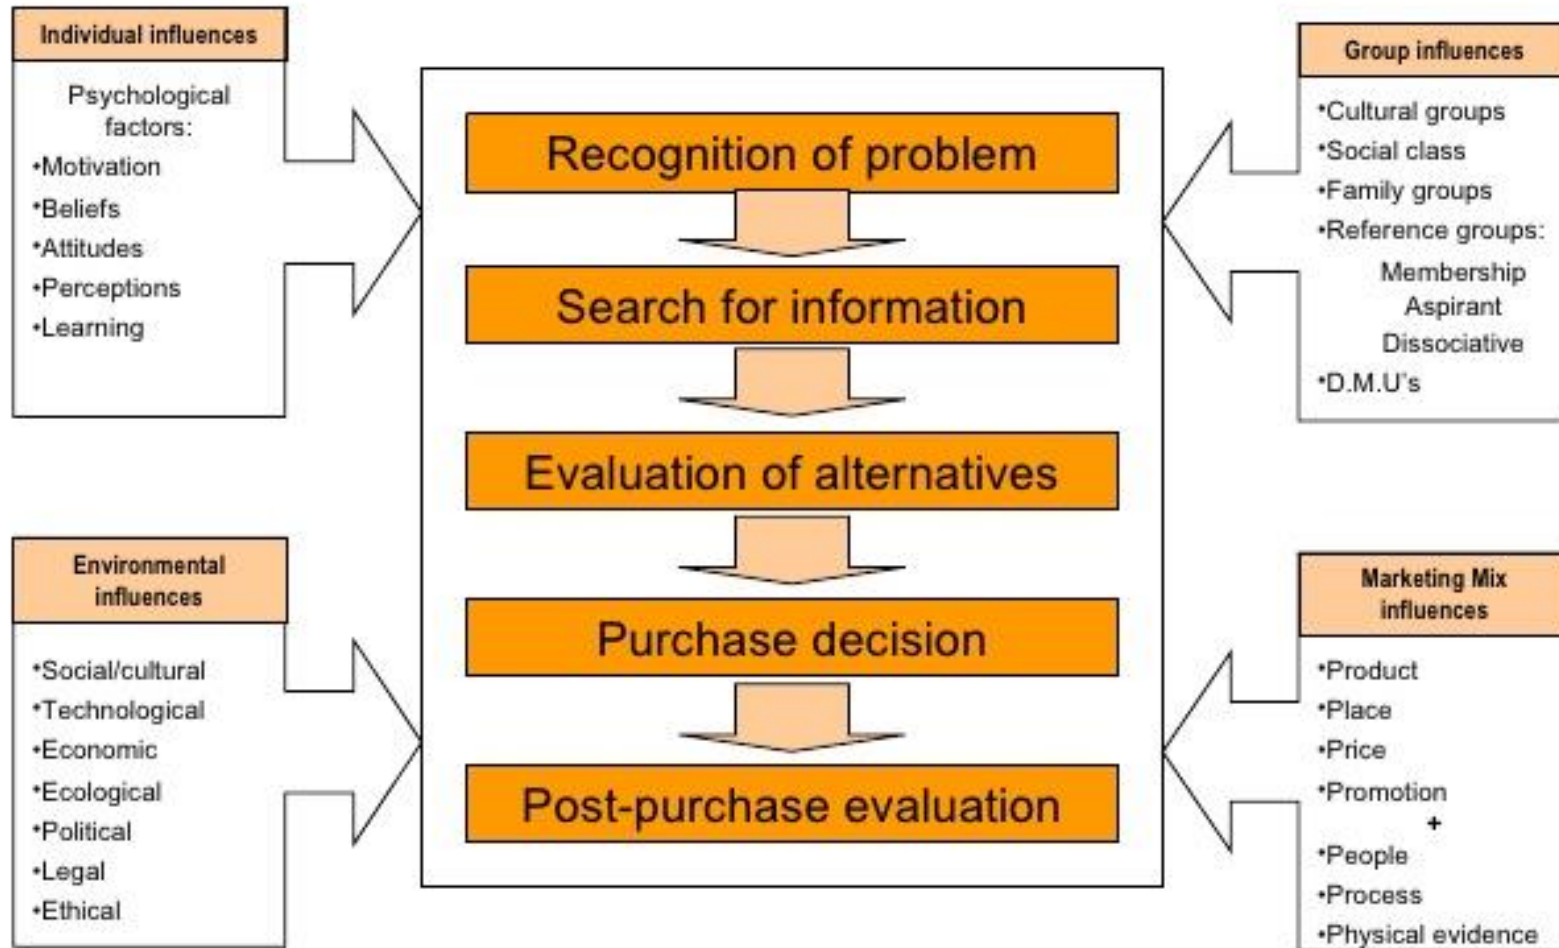 Individual influences
Psychological
factors:
•Motivation
•Beliefs
•Attitudes
•Perceptions
•Learning
Environmental
influences
•Social/cultural
•Technological
•Economic
•Ecological
•Political
•Legal
•Ethical
Recognition of problem
Search for information
Evaluation of alternatives
Purchase decision
Post-purchase evaluation
Group influences
•Cultural groups
•Social class
•Family groups
•Reference groups:
Membership
Aspirant
Dissociative
•D.M.U's
Marketing Mix
influences
•Product
•Place
•Price
•Promotion
+
•People
•Process
•Physical evidence